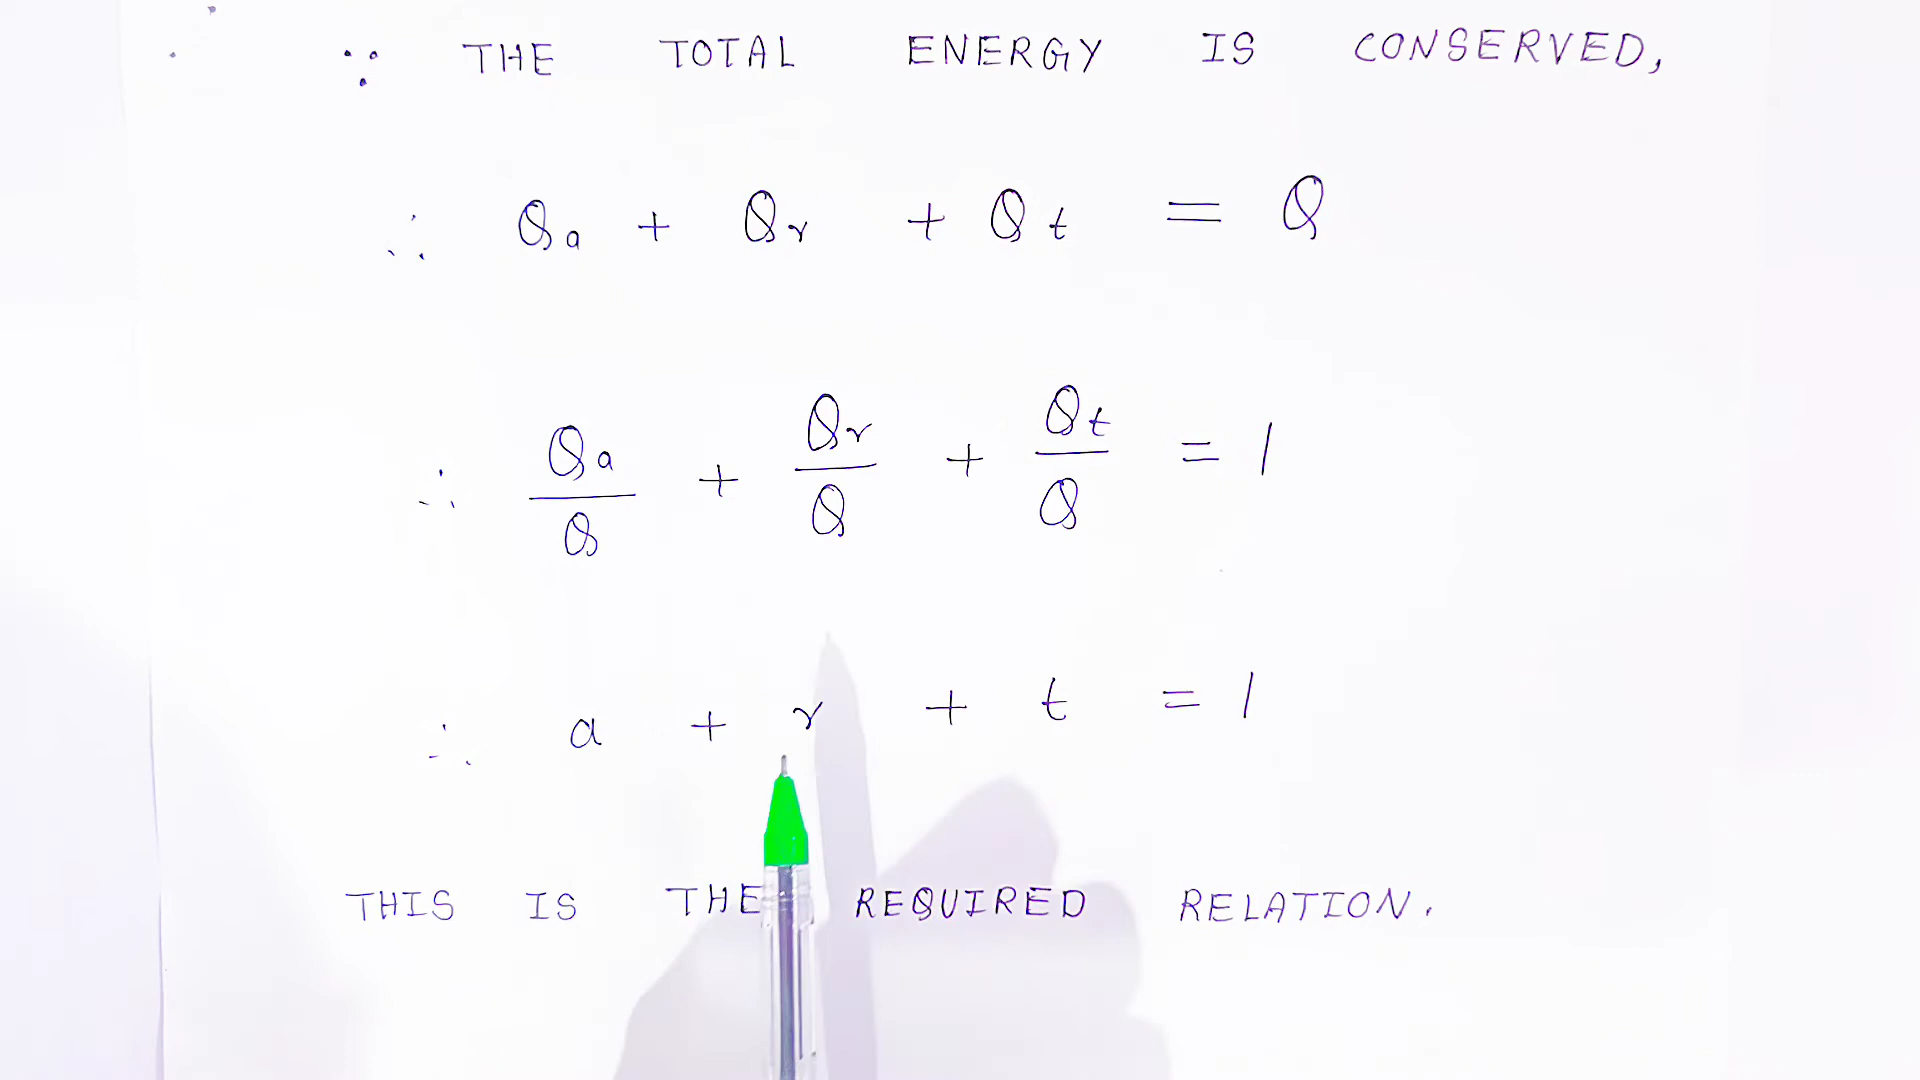 ∵ THE TOTAL ENERGY IS CONSERVED,
∴ Qa + Qr + Qt = Q
∴ Qa/Q + Qr/Q + Qt/Q = 1
∴ a + r + t = 1
THIS IS THE REQUIRED RELATION.